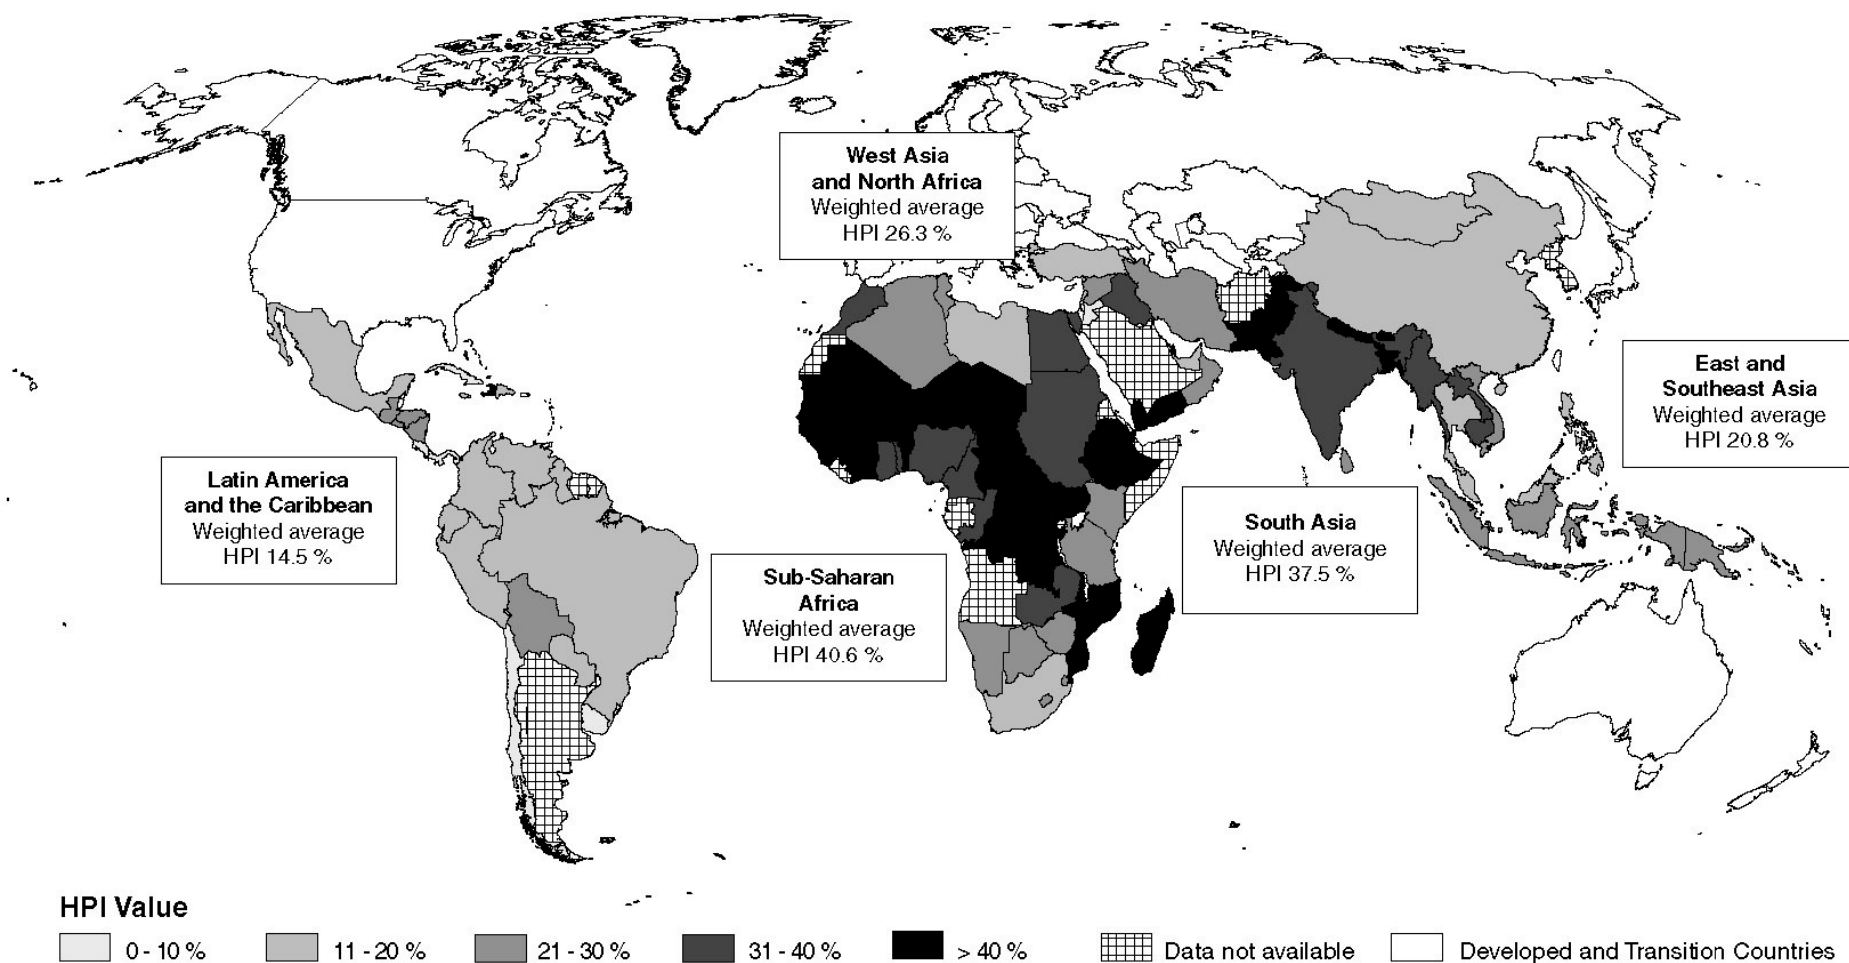 West Asia
and North Africa
Weighted average
HPI 26.3 %
East and
Southeast Asia
Weighted average
HPI 20.8 %
Latin America
and the Caribbean
Weighted average
HPI 14.5 %
South Asia
Weighted average
HPI 37.5 %
Sub-Saharan
Africa
Weighted average
HPI 40.6 %
HPI Value
0 - 10 %
11 - 20 %
21 - 30 %
31 - 40 %
> 40 %
Data not available
Developed and Transition Countries